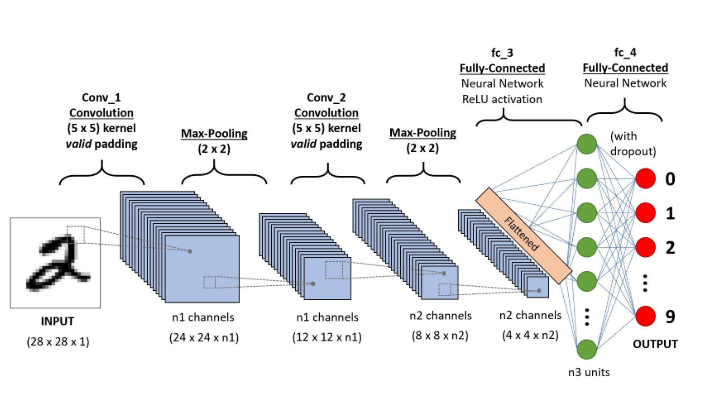 fc_3
Fully-Connected
Neural Network
ReLU activation
fc_4
Fully-Connected
Neural Network
Conv_1
Convolution
(5 x 5) kernel
valid padding
Max-Pooling
(2 x 2)
Conv_2
Convolution
(5 x 5) kernel
valid padding
Max-Pooling
(2 x 2)
(with
dropout)
Flattened
0
1
2
9
OUTPUT
INPUT
(28 x 28 x 1)
n1 channels
(24 x 24 x n1)
n1 channels
(12 x 12 x n1)
n2 channels
(8 x 8 x n2)
n2 channels
(4 x 4 x n2)
n3 units
2